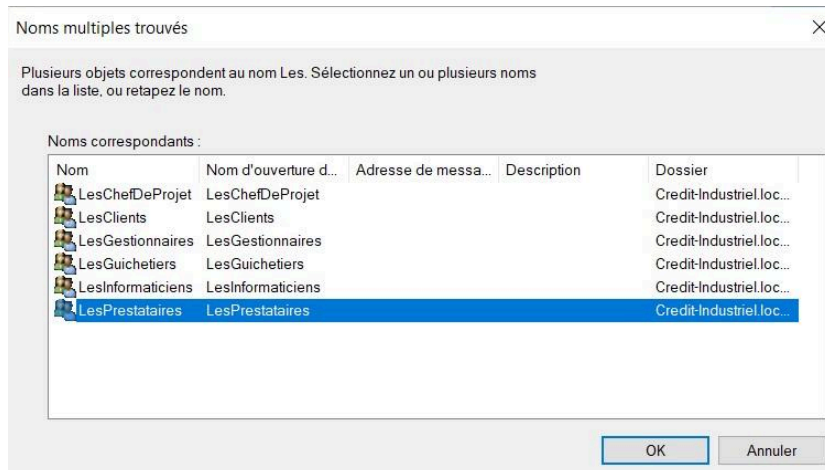 Noms multiples trouvés
Plusieurs objets correspondent au nom Les. Sélectionnez un ou plusieurs noms
dans la liste, ou retapez le nom.
Noms correspondants :
Nom Nom d'ouverture d... Adresse de messa... Description Dossier
LesChefDeProjet LesChefDeProjet Credit-Industriel.loc...
LesClients LesClients Credit-Industriel.loc...
LesGestionnaires LesGestionnaires Credit-Industriel.loc...
LesGuichetiers LesGuichetiers Credit-Industriel.loc...
LesInformaticiens LesInformaticiens Credit-Industriel.loc...
LesPrestataires LesPrestataires Credit-Industriel.loc...
OK Annuler